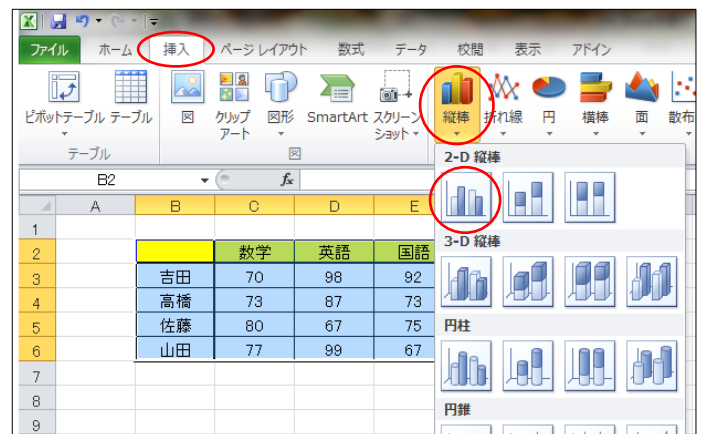 ファイル ホーム 挿入 ページ レイアウト 数式 データ 校閲 表示 アドイン
ピボットテーブル テーブル 図 クリップアート 図形 SmartArt スクリーンショット 縦棒 折れ線 円 横棒 面 散布
テーブル 図
2-D 縦棒
B2 fx
A B C D E
1
2 数学 英語 国語
3-D 縦棒
3 吉田 70 98 92
4 高橋 73 87 73
5 佐藤 80 67 75
円柱
6 山田 77 99 67
7
8
円錐
9